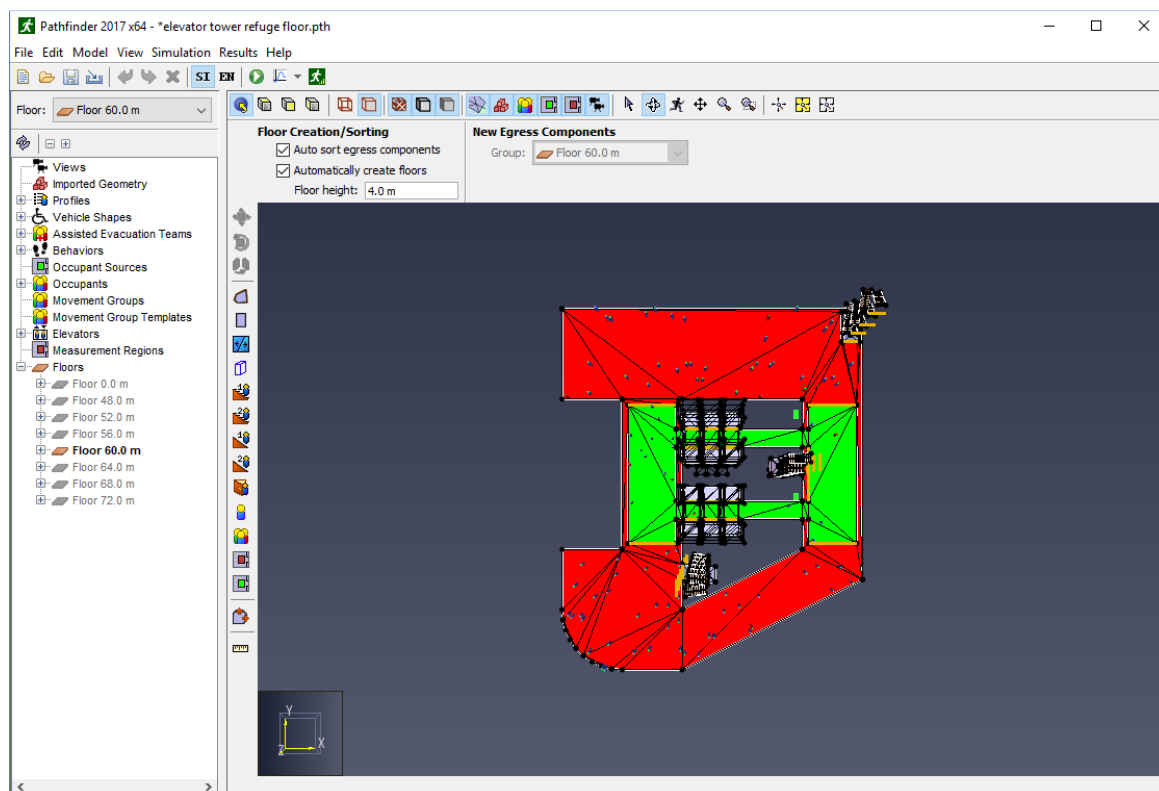 Pathfinder 2017 x64 - *elevator tower refuge floor.pth
File Edit Model View Simulation Results Help
SI EN
Floor: Floor 60.0 m
Floor Creation/Sorting
Auto sort egress components
Automatically create floors
Floor height: 4.0 m
New Egress Components
Group: Floor 60.0 m
Views
Imported Geometry
Profiles
Vehicle Shapes
Assisted Evacuation Teams
Behaviors
Occupant Sources
Occupants
Movement Groups
Movement Group Templates
Elevators
Measurement Regions
Floors
Floor 0.0 m
Floor 48.0 m
Floor 52.0 m
Floor 56.0 m
Floor 60.0 m
Floor 64.0 m
Floor 68.0 m
Floor 72.0 m
Y
Z X